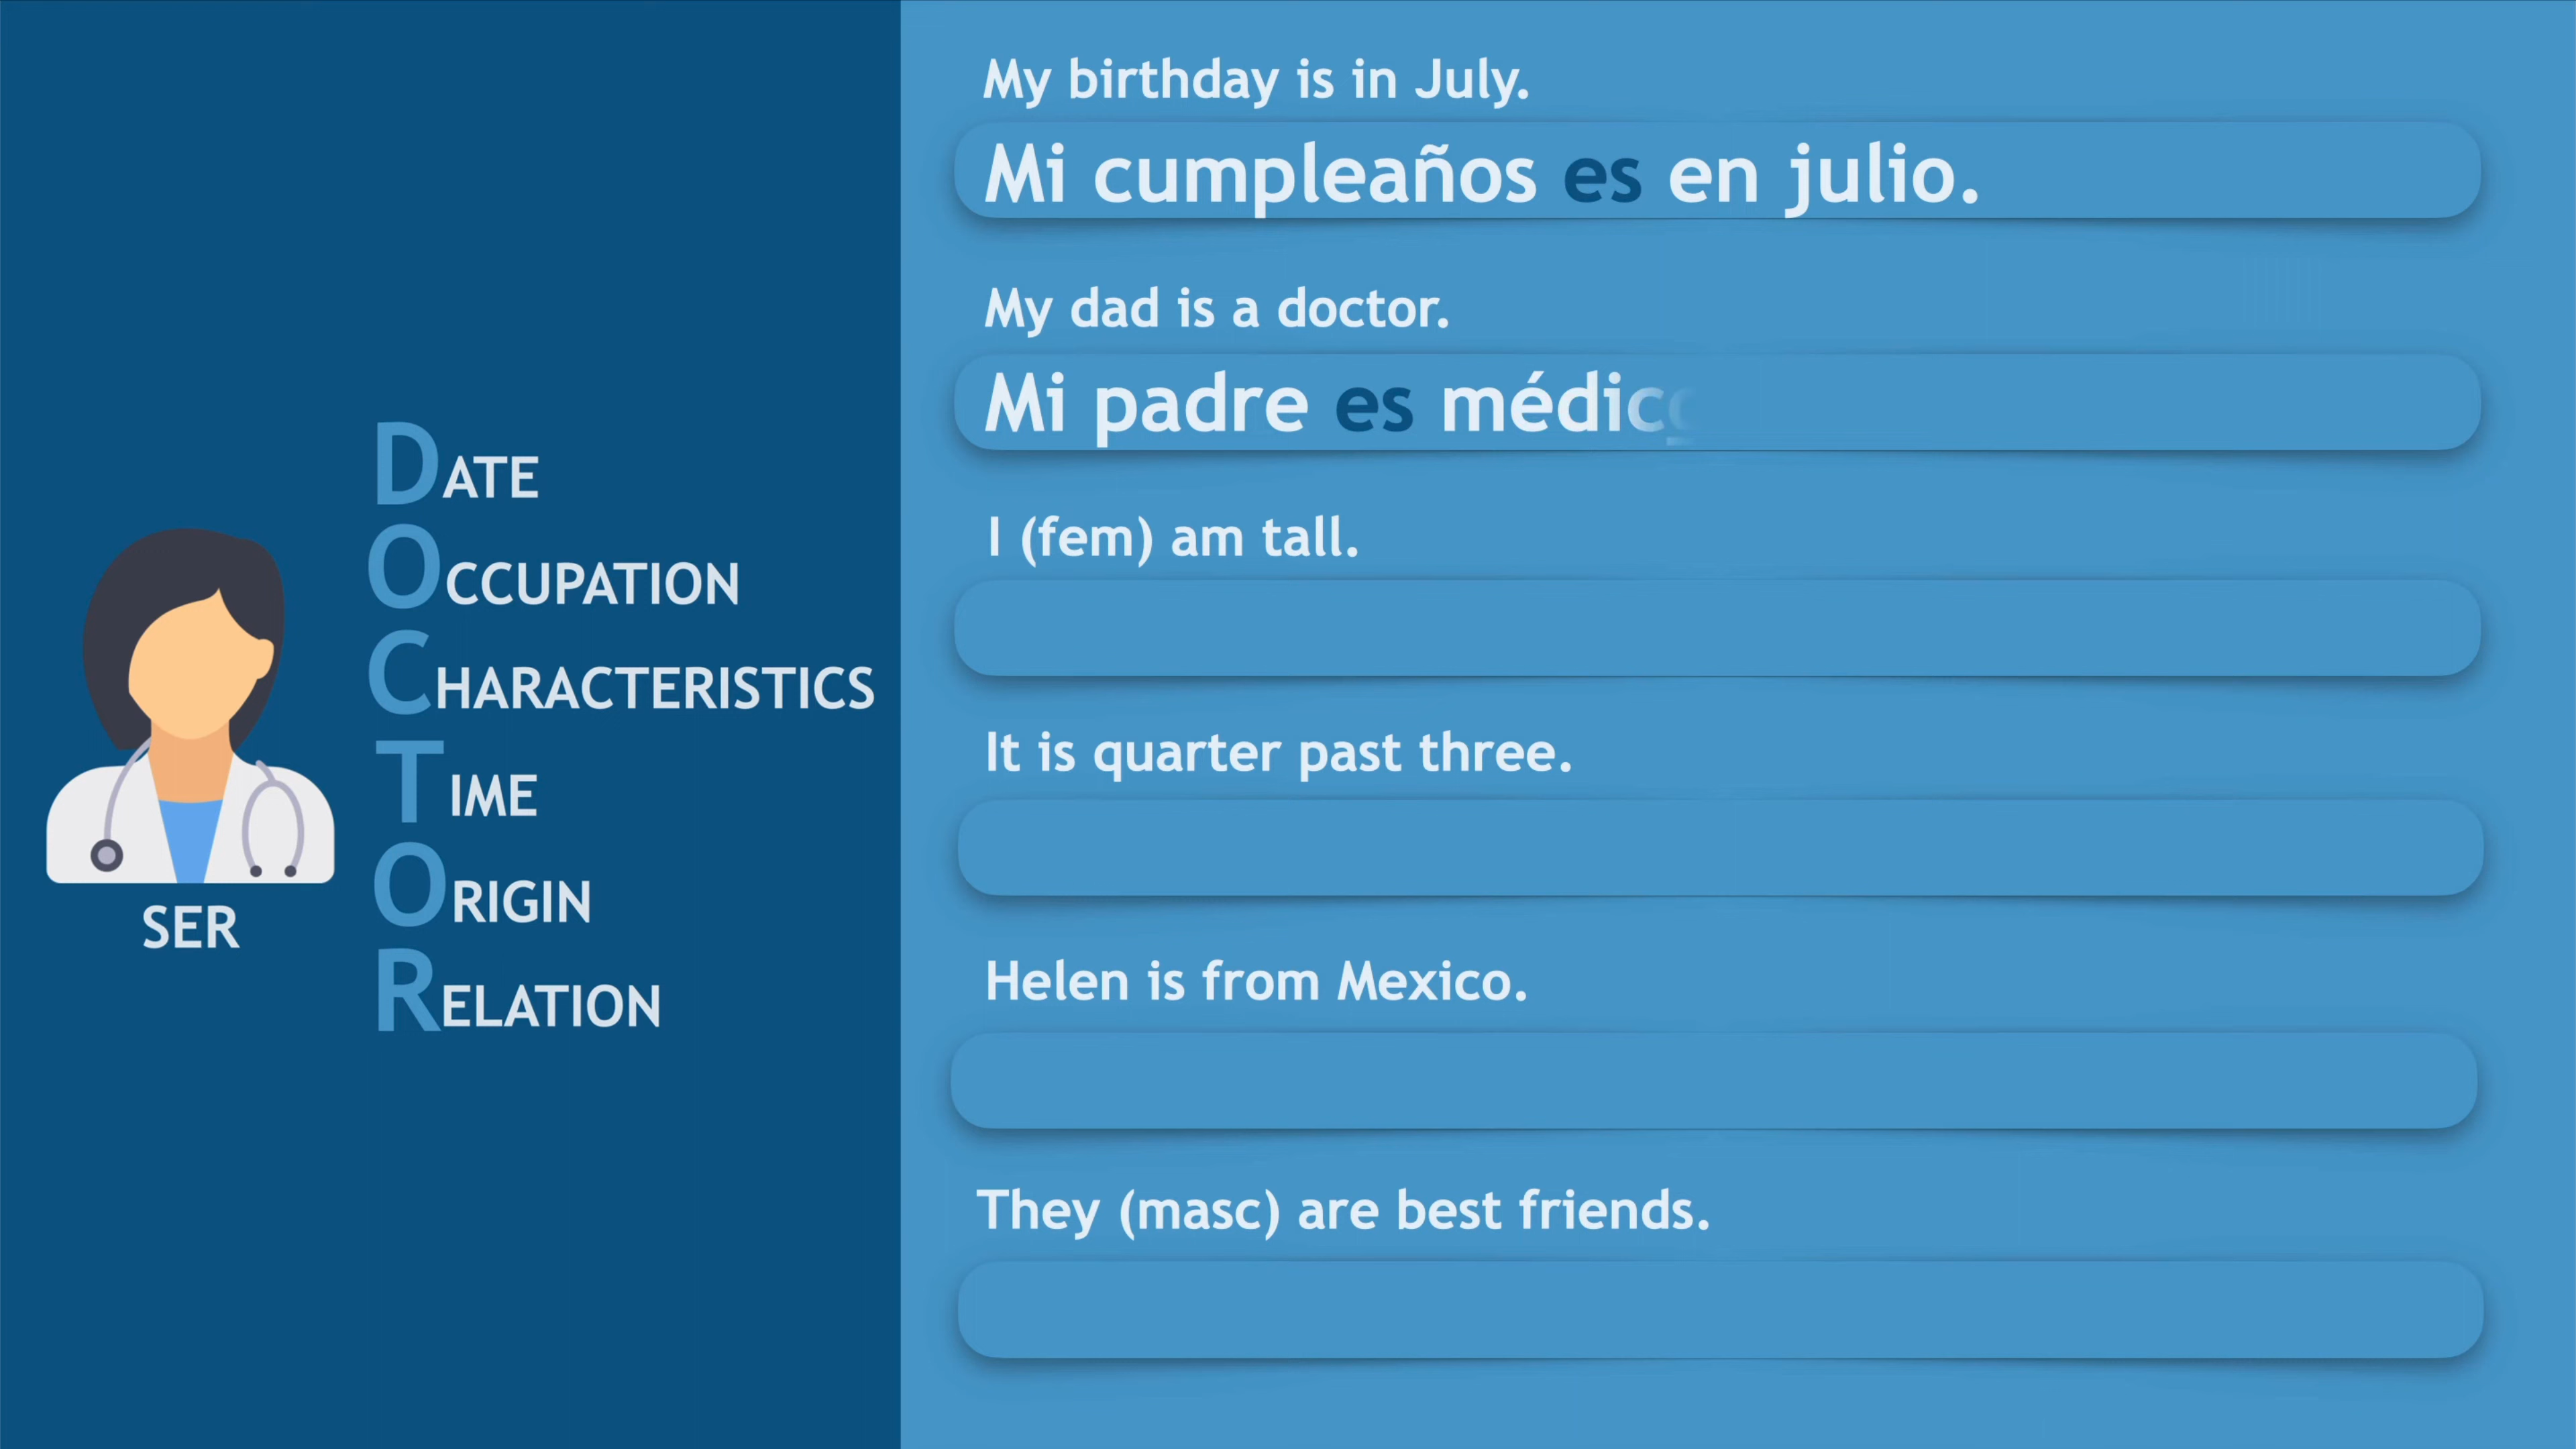 DATE
OCCUPATION
CHARACTERISTICS
TIME
ORIGIN
RELATION
SER
My birthday is in July.
Mi cumpleaños es en julio.
My dad is a doctor.
Mi padre es médico
I (fem) am tall.
It is quarter past three.
Helen is from Mexico.
They (masc) are best friends.